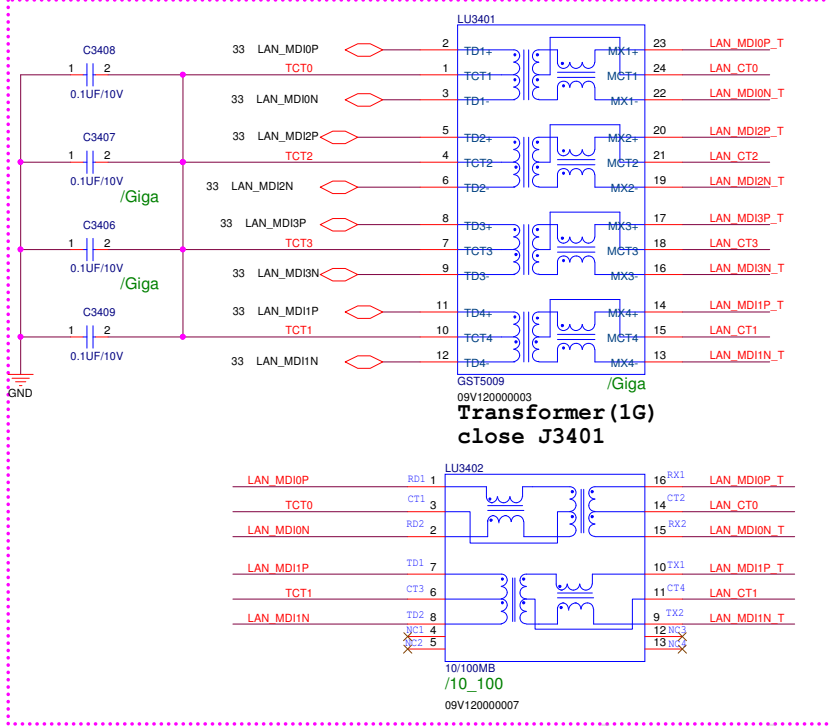 LU3401
C3408
1 2
0.1UF/10V
33 LAN_MDI0P 2 TD1+ MX1+ 23 LAN_MDI0P_T
TCT0 1 TCT1 MCT1 24 LAN_CT0
33 LAN_MDI0N 3 TD1- MX1- 22 LAN_MDI0N_T
C3407
1 2
0.1UF/10V
/Giga
33 LAN_MDI2P 5 TD2+ MX2+ 20 LAN_MDI2P_T
TCT2 4 TCT2 MCT2 21 LAN_CT2
33 LAN_MDI2N 6 TD2- MX2- 19 LAN_MDI2N_T
C3406
1 2
0.1UF/10V
/Giga
33 LAN_MDI3P 8 TD3+ MX3+ 17 LAN_MDI3P_T
TCT3 7 TCT3 MCT3 18 LAN_CT3
33 LAN_MDI3N 9 TD3- MX3- 16 LAN_MDI3N_T
C3409
1 2
0.1UF/10V
33 LAN_MDI1P 11 TD4+ MX4+ 14 LAN_MDI1P_T
TCT1 10 TCT4 MCT4 15 LAN_CT1
33 LAN_MDI1N 12 TD4- MX4- 13 LAN_MDI1N_T
GND
GST5009
/Giga
09V120000003
Transformer(1G)
close J3401
LU3402
LAN_MDI0P RD1 1 16 RX1 LAN_MDI0P_T
TCT0 CT1 3 14 CT2 LAN_CT0
LAN_MDI0N RD2 2 15 RX2 LAN_MDI0N_T
LAN_MDI1P TD1 7 10 TX1 LAN_MDI1P_T
TCT1 CT3 6 11 CT4 LAN_CT1
LAN_MDI1N TD2 8 9 TX2 LAN_MDI1N_T
NC1 4 12 NC3
NC2 5 13 NC4
10/100MB
/10_100
09V120000007